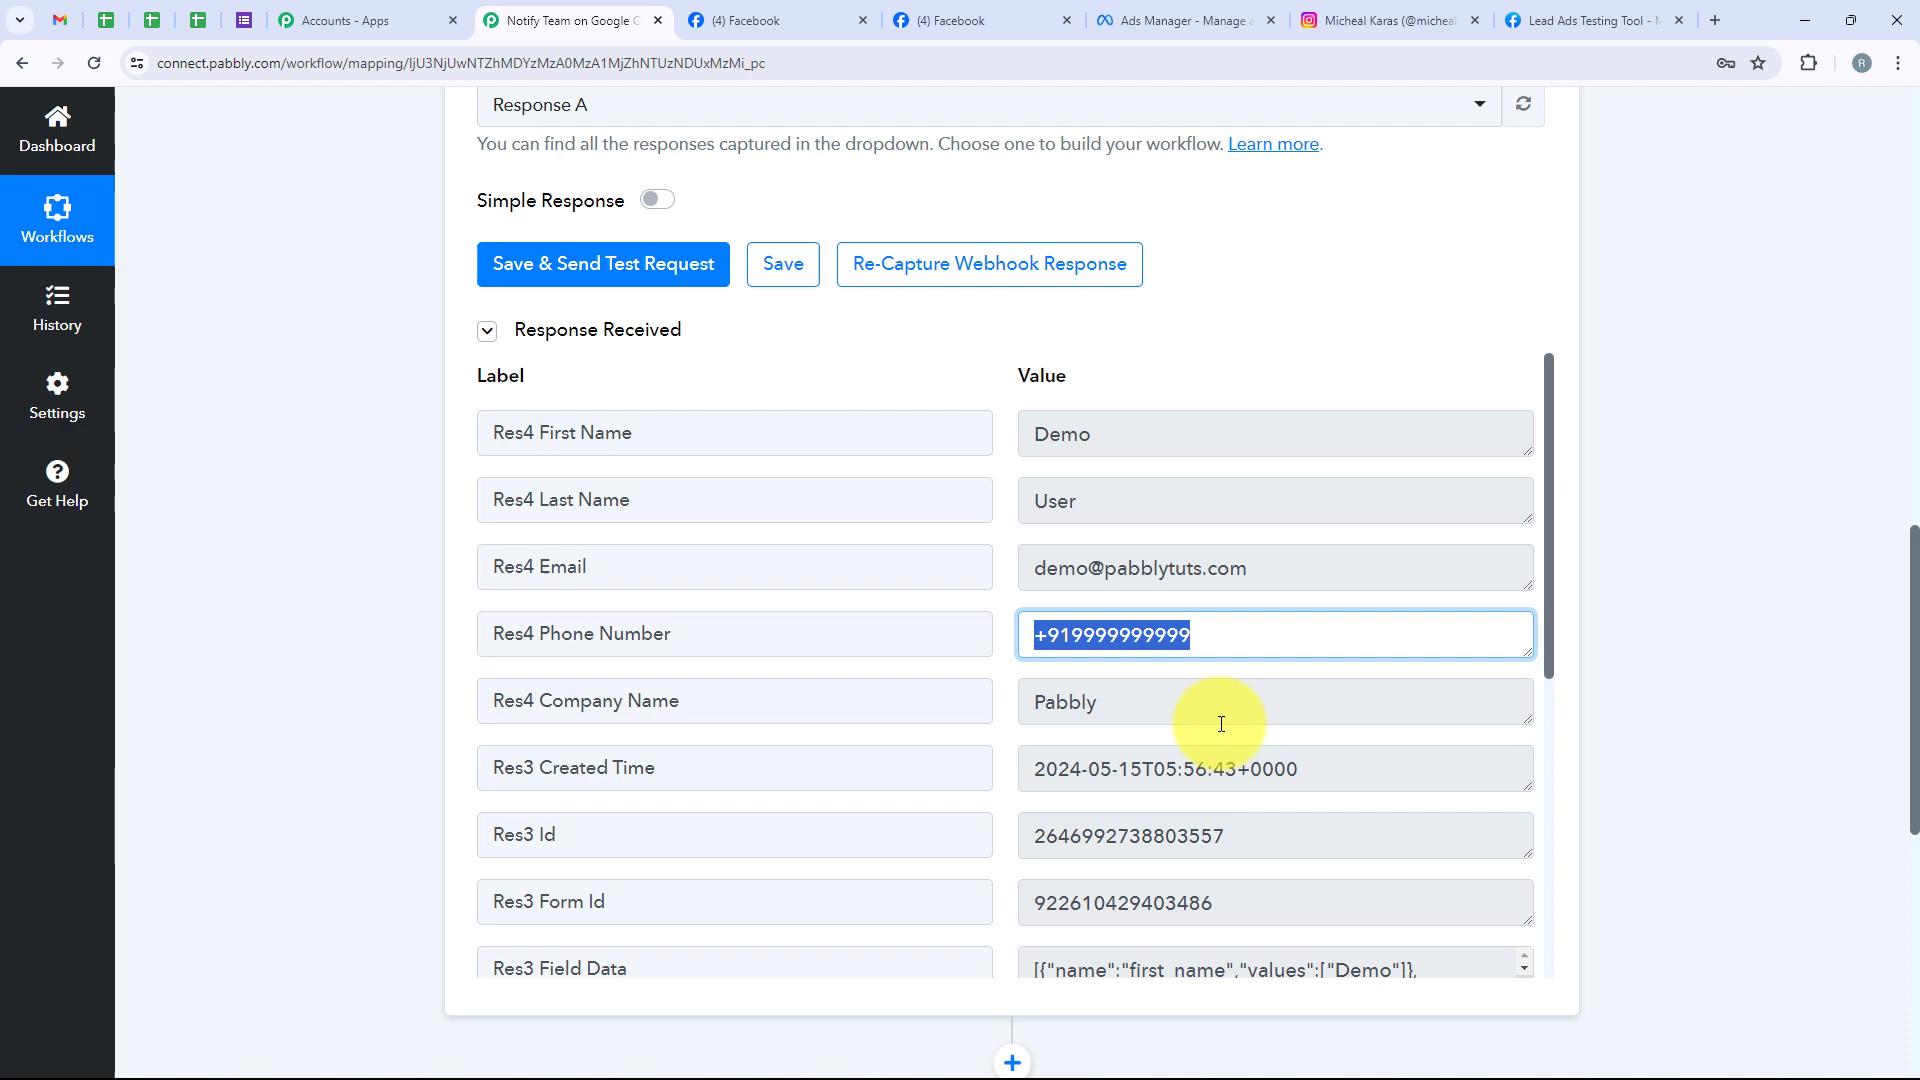 Accounts - Apps
Notify Team on Google C
(4) Facebook
(4) Facebook
Ads Manager - Manage a
Micheal Karas (@micheal
Lead Ads Testing Tool - M
connect.pabbly.com/workflow/mapping/IjU3NjUwNTZhMDYzMzA0MzA1MjZhNTUzNDUxMzMi_pc
R
Dashboard
Workflows
History
Settings
Get Help
Response A
You can find all the responses captured in the dropdown. Choose one to build your workflow. Learn more.
Simple Response
Save & Send Test Request
Save
Re-Capture Webhook Response
Response Received
Label
Value
Res4 First Name
Demo
Res4 Last Name
User
Res4 Email
demo@pabblytuts.com
Res4 Phone Number
+919999999999
Res4 Company Name
Pabbly
Res3 Created Time
2024-05-15T05:56:43+0000
Res3 Id
2646992738803557
Res3 Form Id
922610429403486
Res3 Field Data
[{"name":"first_name","values":["Demo"]},